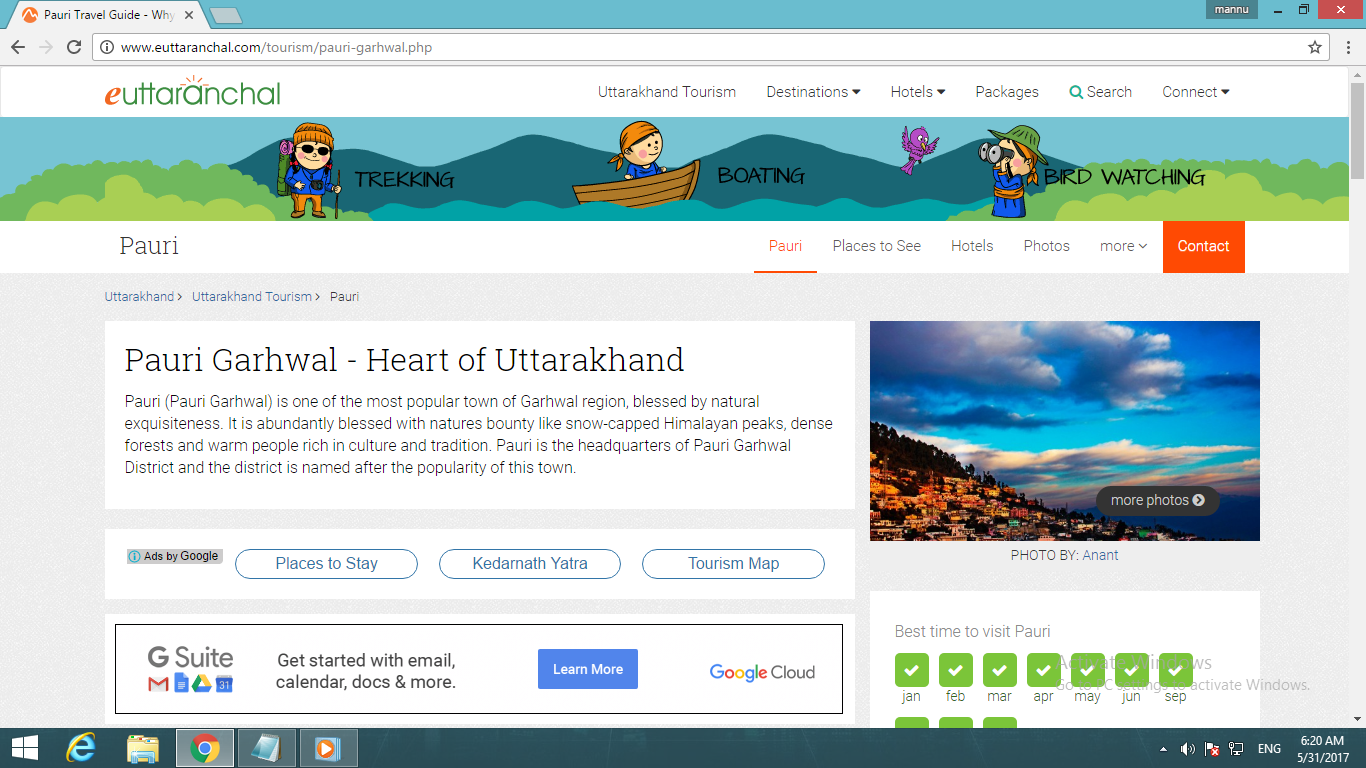 Pauri Travel Guide - Why
mannu
www.euttaranchal.com/tourism/pauri-garhwal.php
euttaranchal
Uttarakhand Tourism Destinations Hotels Packages Search Connect
TREKKING BOATING BIRD WATCHING
Pauri
Pauri Places to See Hotels Photos more Contact
Uttarakhand Uttarakhand Tourism Pauri
Pauri Garhwal - Heart of Uttarakhand
Pauri (Pauri Garhwal) is one of the most popular town of Garhwal region, blessed by natural
exquisiteness. It is abundantly blessed with natures bounty like snow-capped Himalayan peaks, dense
forests and warm people rich in culture and tradition. Pauri is the headquarters of Pauri Garhwal
District and the district is named after the popularity of this town.
more photos
PHOTO BY: Anant
Ads by Google Places to Stay Kedarnath Yatra Tourism Map
G Suite
31
Get started with email,
calendar, docs & more.
Learn More
Google Cloud
Best time to visit Pauri
jan feb mar apr may jun sep
Activate Windows
Go to PC settings to activate Windows.
ENG
6:20 AM
5/31/2017